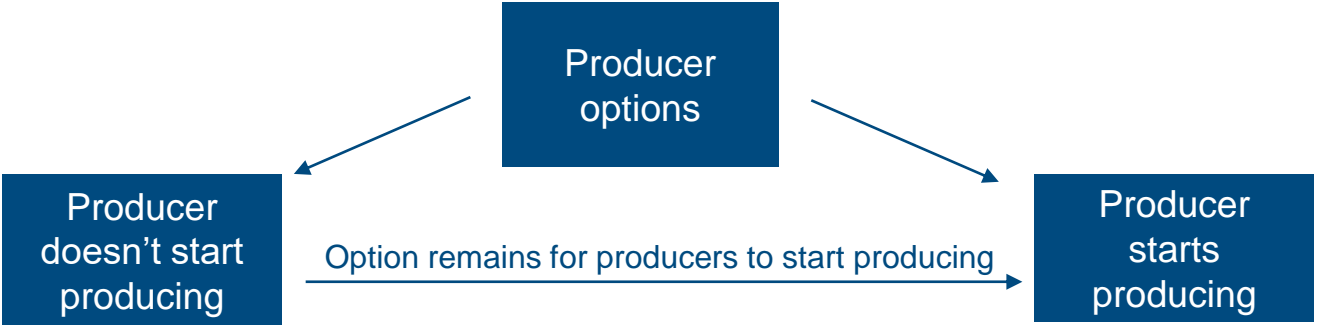 Producer
options
Producer
doesn’t start
producing
Option remains for producers to start producing
Producer
starts
producing